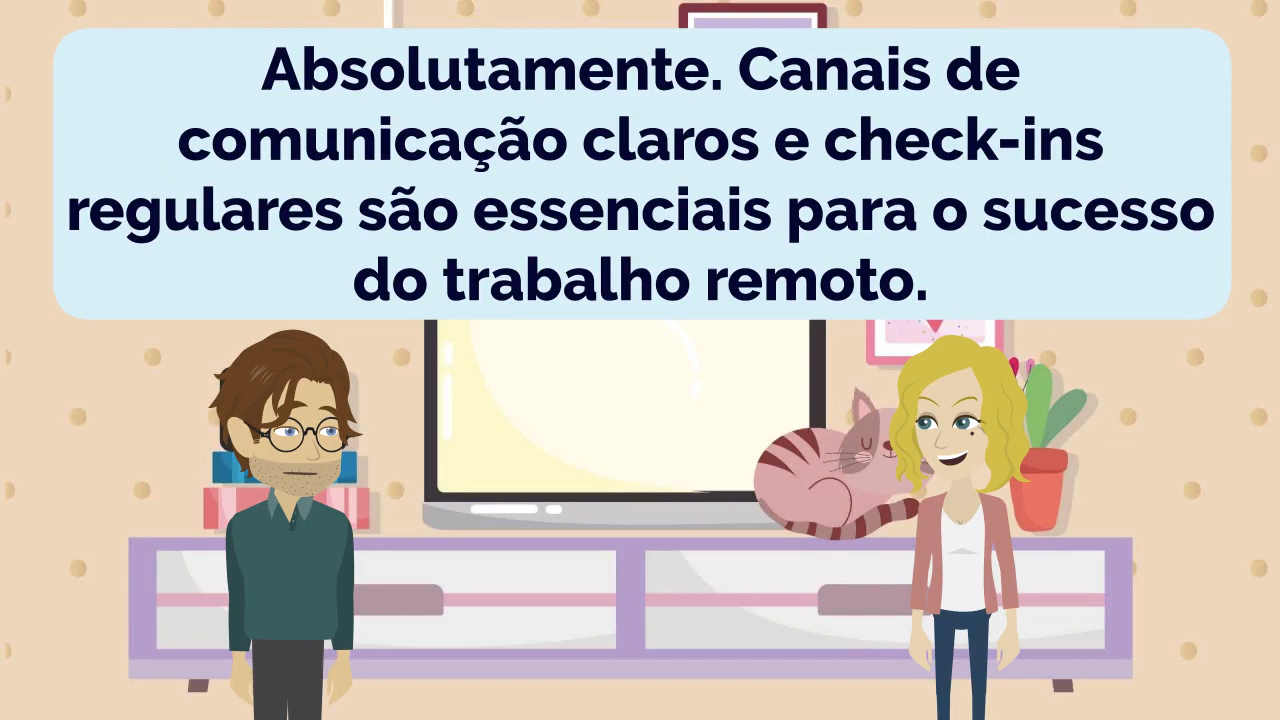 Absolutamente. Canais de
comunicação claros e check-ins
regulares são essenciais para o sucesso
do trabalho remoto.